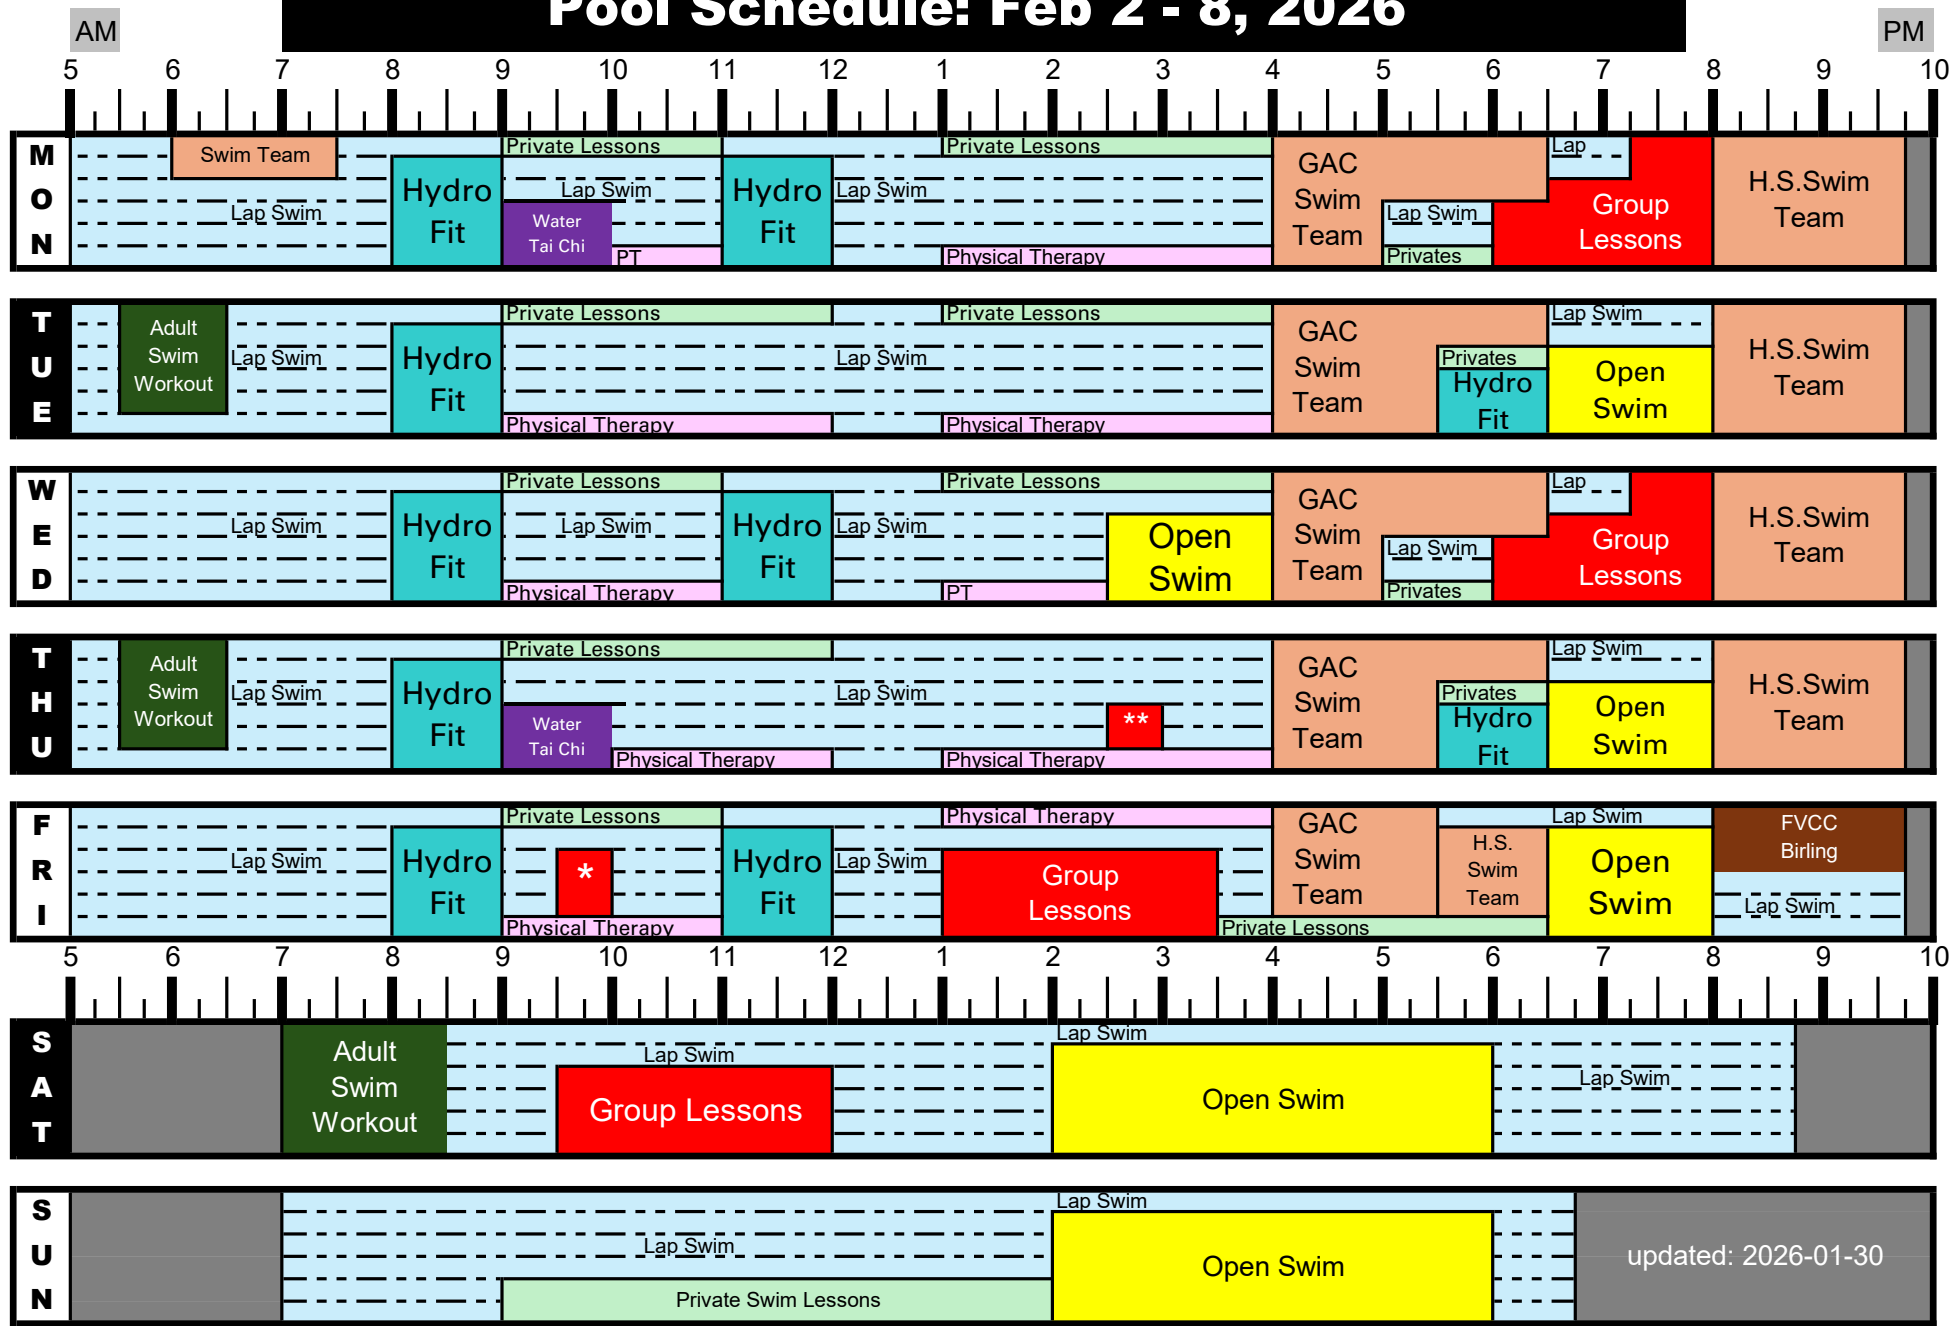 Pool Schedule: Feb 2 - 8, 2026
AM
PM
5 6 7 8 9 10 11 12 1 2 3 4 5 6 7 8 9 10
MON
Swim Team
Lap Swim
Hydro
Fit
Private Lessons
Lap Swim
Water
Tai Chi
PT
Hydro
Fit
Lap Swim
Private Lessons
Physical Therapy
GAC
Swim
Team
Lap Swim
Privates
Lap
Group
Lessons
H.S.Swim
Team
TUE
Adult
Swim
Workout
Lap Swim
Hydro
Fit
Private Lessons
Physical Therapy
Lap Swim
Private Lessons
Physical Therapy
GAC
Swim
Team
Privates
Hydro
Fit
Lap Swim
Open
Swim
H.S.Swim
Team
WED
Lap Swim
Hydro
Fit
Private Lessons
Lap Swim
Physical Therapy
Hydro
Fit
Lap Swim
Private Lessons
PT
Open
Swim
GAC
Swim
Team
Lap Swim
Privates
Lap
Group
Lessons
H.S.Swim
Team
THU
Adult
Swim
Workout
Lap Swim
Hydro
Fit
Private Lessons
Water
Tai Chi
Physical Therapy
Lap Swim
**
Physical Therapy
GAC
Swim
Team
Privates
Hydro
Fit
Lap Swim
Open
Swim
H.S.Swim
Team
FRI
Lap Swim
Hydro
Fit
Private Lessons
*
Physical Therapy
Hydro
Fit
Lap Swim
Physical Therapy
Group
Lessons
Private Lessons
GAC
Swim
Team
H.S.
Swim
Team
Lap Swim
Open
Swim
FVCC
Birling
Lap Swim
5 6 7 8 9 10 11 12 1 2 3 4 5 6 7 8 9 10
SAT
Adult
Swim
Workout
Lap Swim
Group Lessons
Lap Swim
Open Swim
Lap Swim
SUN
Lap Swim
Private Swim Lessons
Lap Swim
Open Swim
updated: 2026-01-30